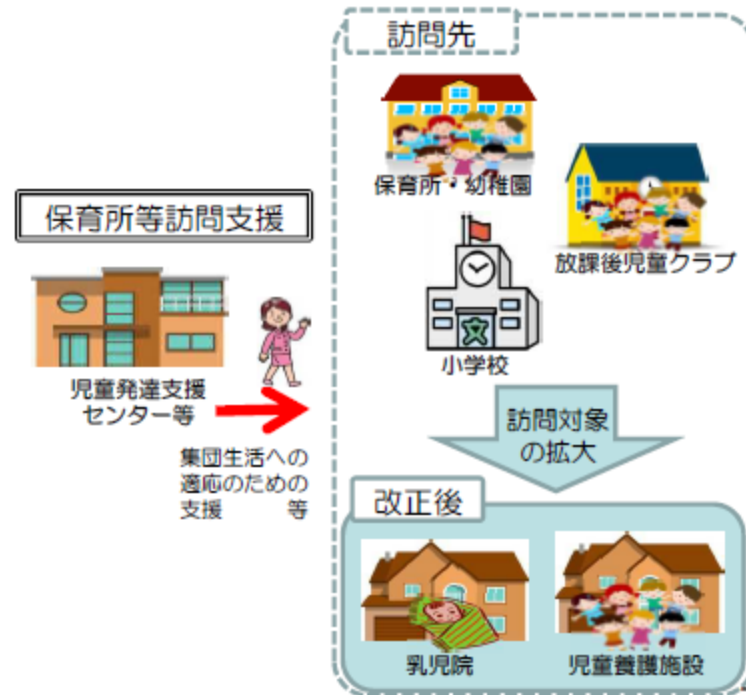 訪問先
保育所・幼稚園
放課後児童クラブ
小学校
保育所等訪問支援
児童発達支援
センター等
集団生活への
適応のための
支援 等
訪問対象
の拡大
改正後
乳児院
児童養護施設